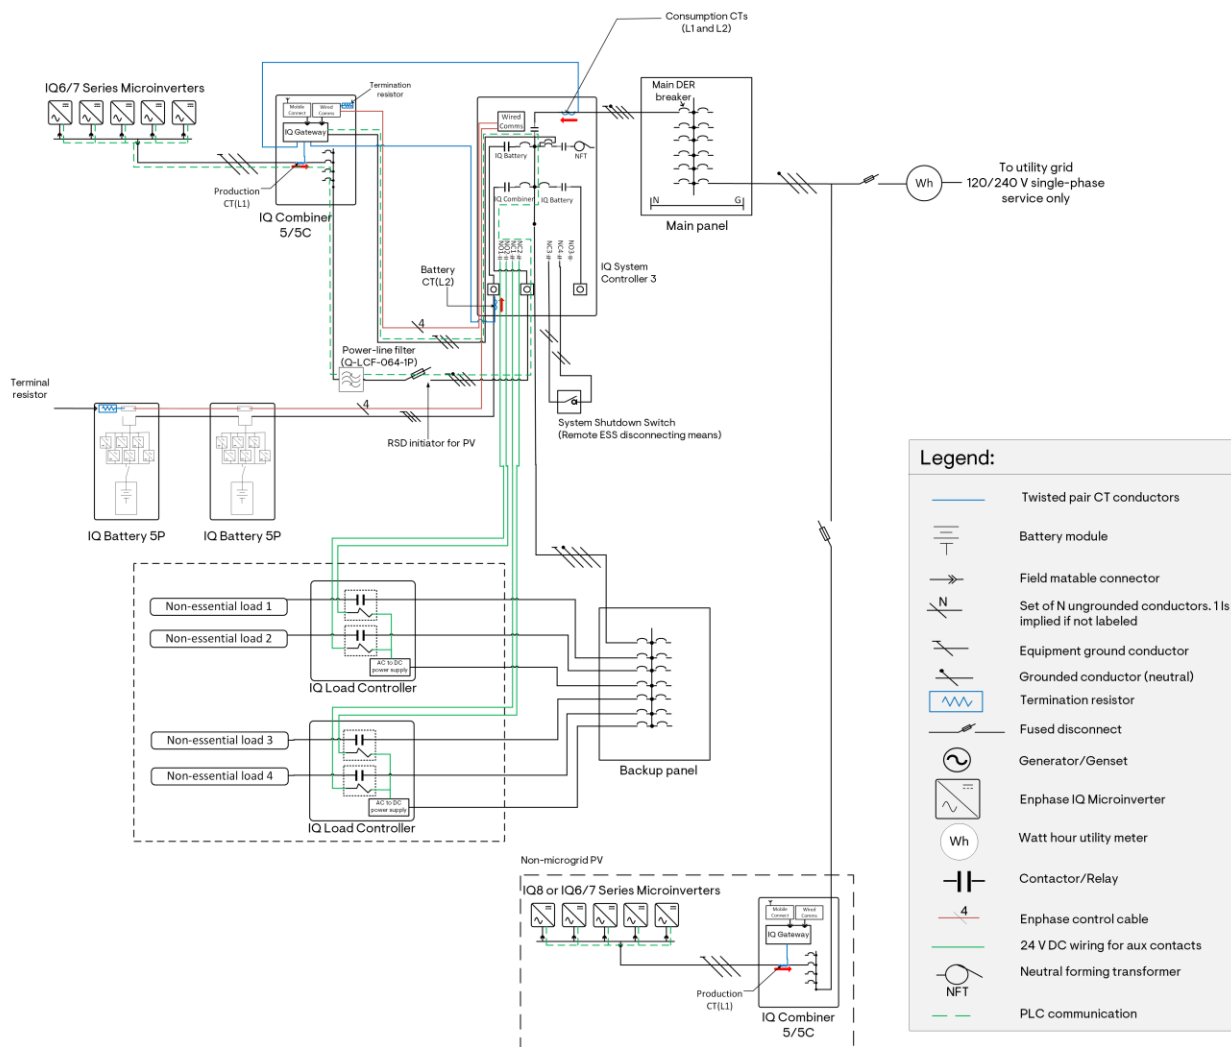 Consumption CTs
(L1 and L2)
IQ6/7 Series Microinverters
Termination
resistor
Mobile
Connect
Wired
Comms
IQ Gateway
Production
CT(L1)
IQ Combiner
5/5C
Wired
Comms
IQ Battery
NFT
IQ Combiner
IQ Battery
NO1
NO2
NC1
NC2
NC3
NC4
NO3
IQ System
Controller 3
Main DER
breaker
N
G
Main panel
Wh
To utility grid
120/240 V single-phase
service only
Battery
CT(L2)
4
Power-line filter
(Q-LCF-064-1P)
Terminal
resistor
4
RSD initiator for PV
System Shutdown Switch
(Remote ESS disconnecting means)
IQ Battery 5P
IQ Battery 5P
Non-essential load 1
Non-essential load 2
AC to DC
power supply
IQ Load Controller
Non-essential load 3
Non-essential load 4
AC to DC
power supply
IQ Load Controller
Backup panel
Non-microgrid PV
IQ8 or IQ6/7 Series Microinverters
Mobile
Connect
Wired
Comms
IQ Gateway
Production
CT(L1)
IQ Combiner
5/5C
Legend:
Twisted pair CT conductors
Battery module
Field matable connector
N
Set of N ungrounded conductors. 1 Is
implied if not labeled
Equipment ground conductor
Grounded conductor (neutral)
Termination resistor
Fused disconnect
Generator/Genset
Enphase IQ Microinverter
Wh
Watt hour utility meter
Contactor/Relay
4
Enphase control cable
24 V DC wiring for aux contacts
NFT
Neutral forming transformer
PLC communication